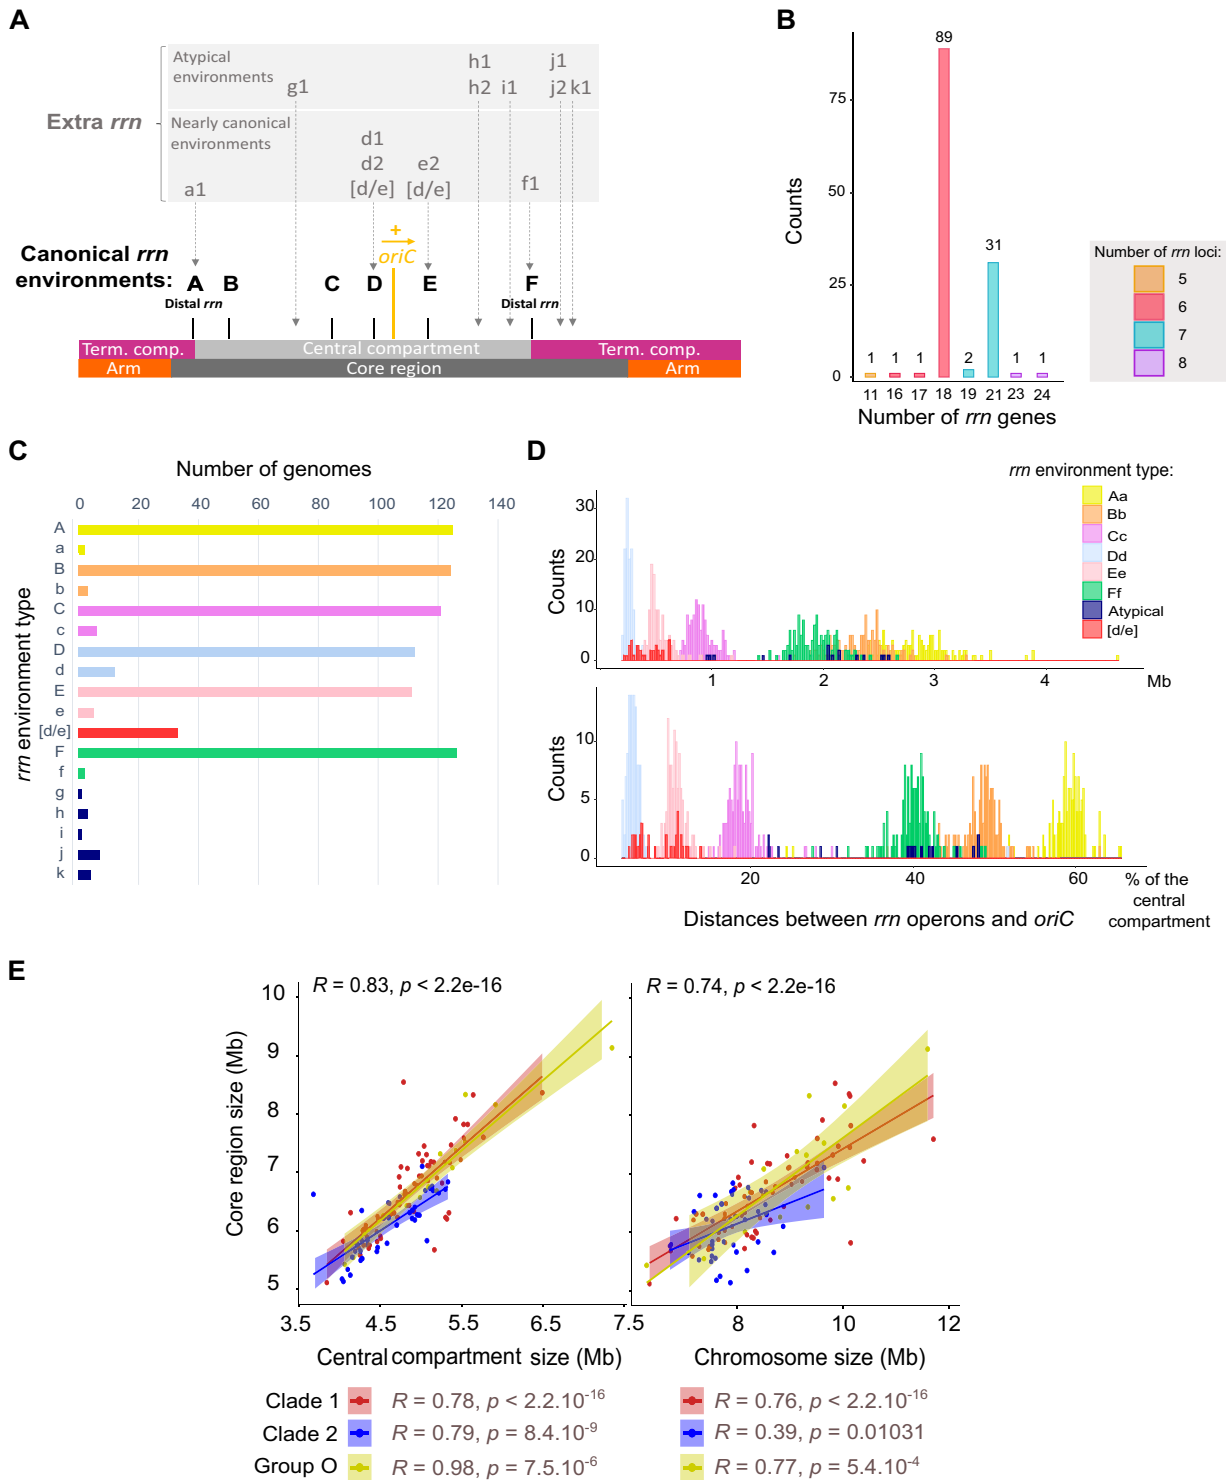 A
Atypical
environments
h1
j1
g1
h2
i1
j2
k1
Extra rrn
Nearly canonical
environments
d1
d2
e2
[d/e]
[d/e]
a1
f1
Canonical rrn
environments:
+
oriC
A
B
C
D
E
F
Distal rrn
Distal rrn
Term. comp.
Central compartment
Term. comp.
Arm
Core region
Arm
B
Counts
75
50
25
0
1
1
1
89
2
31
1
1
11
16
17
18
19
21
23
24
Number of rrn genes
Number of rrn loci:
5
6
7
8
C
Number of genomes
0
20
40
60
80
100
120
140
rrn environment type
A
a
B
b
C
c
D
d
E
e
[d/e]
F
f
g
h
i
j
k
D
rrn environment type:
Aa
Bb
Cc
Dd
Ee
Ff
Atypical
[d/e]
Counts
30
20
10
0
1
2
3
4
Mb
Counts
10
5
0
20
40
60
% of the
central
compartment
Distances between rrn operons and oriC
E
R = 0.83, p < 2.2e-16
R = 0.74, p < 2.2e-16
Core region size (Mb)
10
9
8
7
6
5
3.5
4.5
5.5
6.5
7.5
8
10
12
Central compartment size (Mb)
Chromosome size (Mb)
Clade 1
R = 0.78, p < 2.2.10-16
R = 0.76, p < 2.2.10-16
Clade 2
R = 0.79, p = 8.4.10-9
R = 0.39, p = 0.01031
Group O
R = 0.98, p = 7.5.10-6
R = 0.77, p = 5.4.10-4